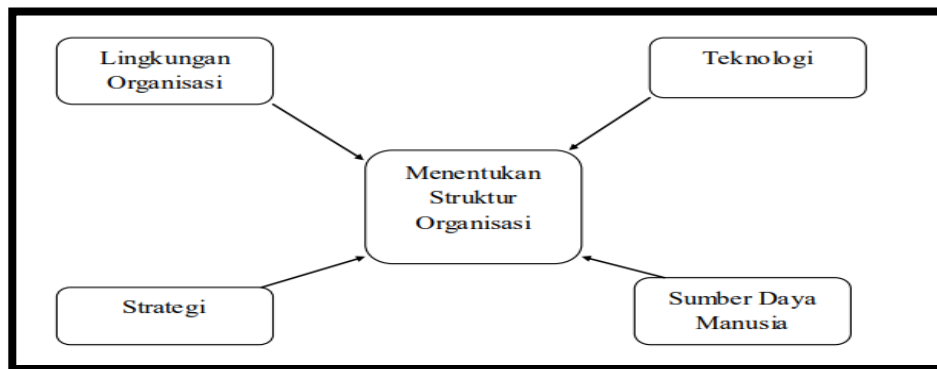 Lingkungan
Organisasi
Teknologi
Menentukan
Struktur
Organisasi
Strategi
Sumber Daya
Manusia